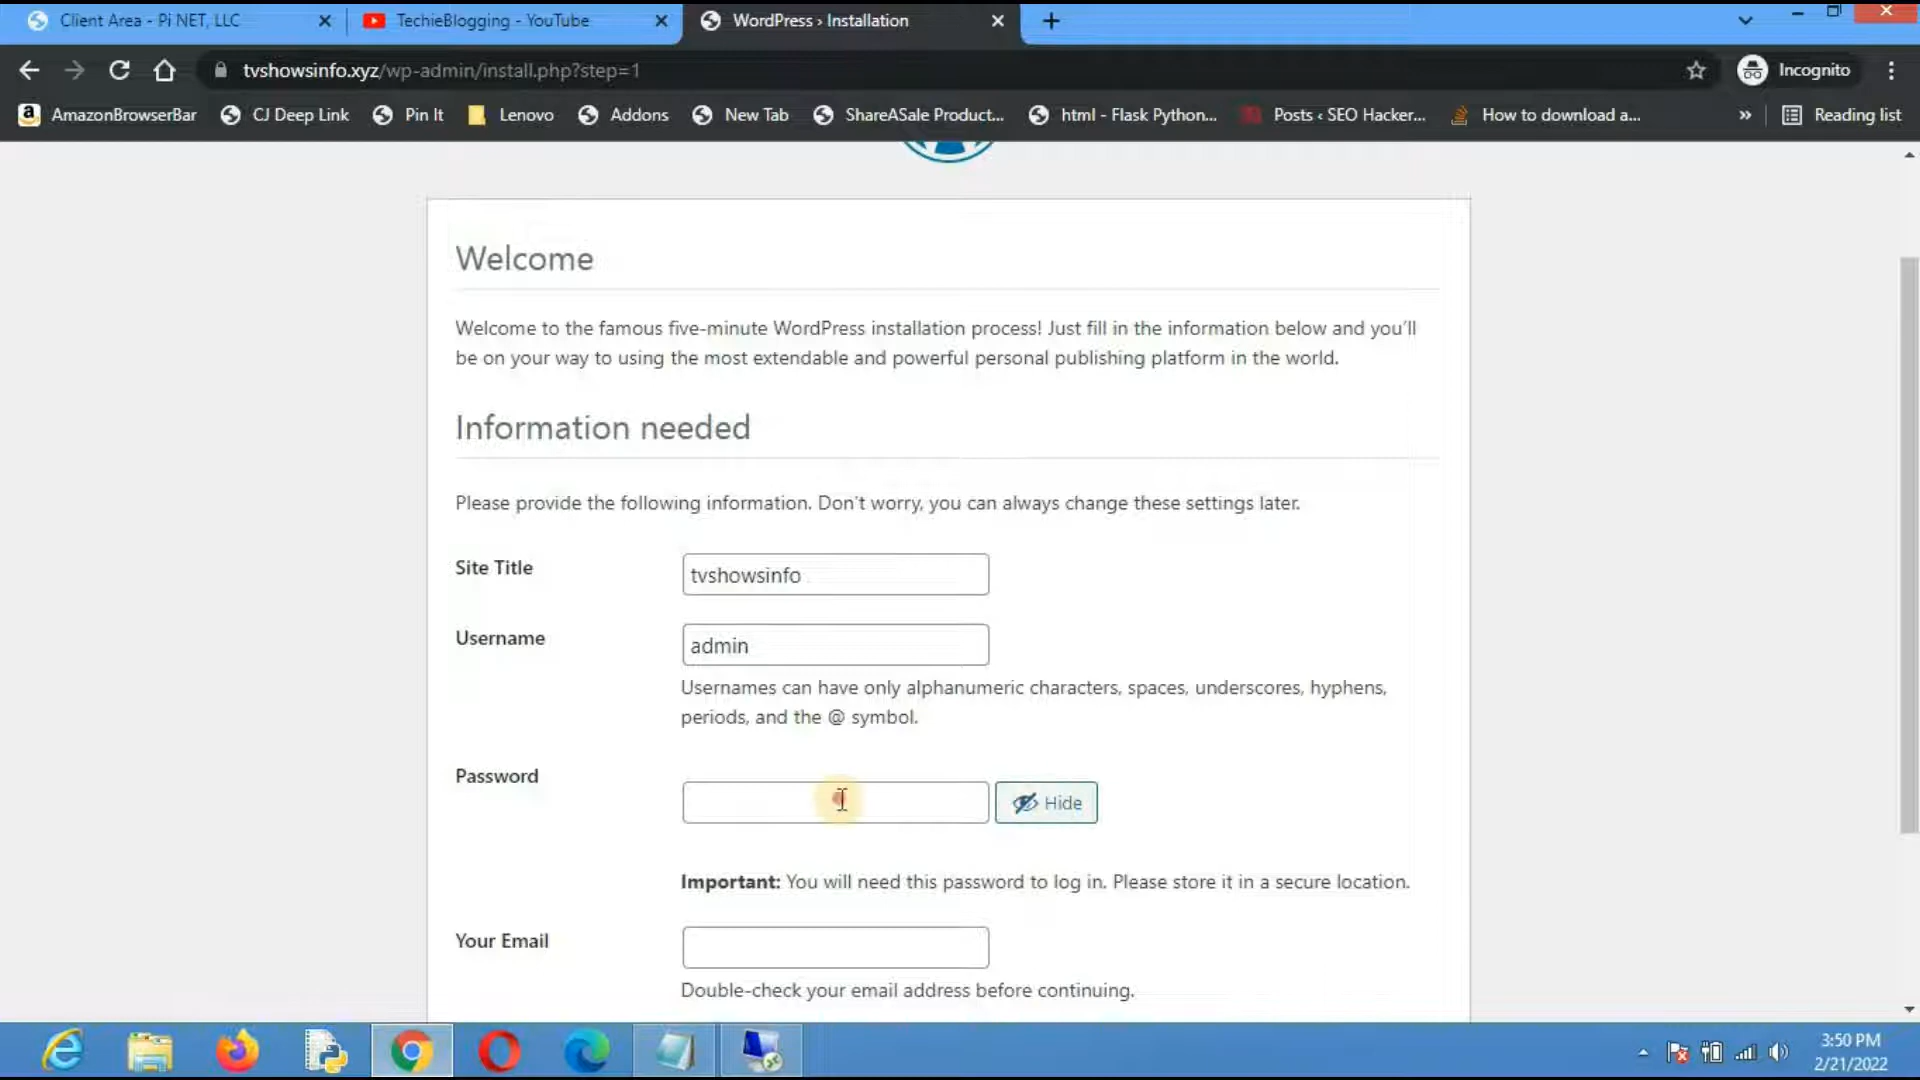 Client Area - Pi NET, LLC
TechieBlogging - YouTube
WordPress › Installation
tvshowsinfo.xyz/wp-admin/install.php?step=1
Incognito
AmazonBrowserBar
CJ Deep Link
Pin It
Lenovo
Addons
New Tab
ShareASale Product...
html - Flask Python...
Posts ‹ SEO Hacker...
How to download a...
»
Reading list
Welcome
Welcome to the famous five-minute WordPress installation process! Just fill in the information below and you’ll
be on your way to using the most extendable and powerful personal publishing platform in the world.
Information needed
Please provide the following information. Don’t worry, you can always change these settings later.
Site Title
tvshowsinfo
Username
admin
Usernames can have only alphanumeric characters, spaces, underscores, hyphens,
periods, and the @ symbol.
Password
Hide
Important: You will need this password to log in. Please store it in a secure location.
Your Email
Double-check your email address before continuing.
3:50 PM
2/21/2022